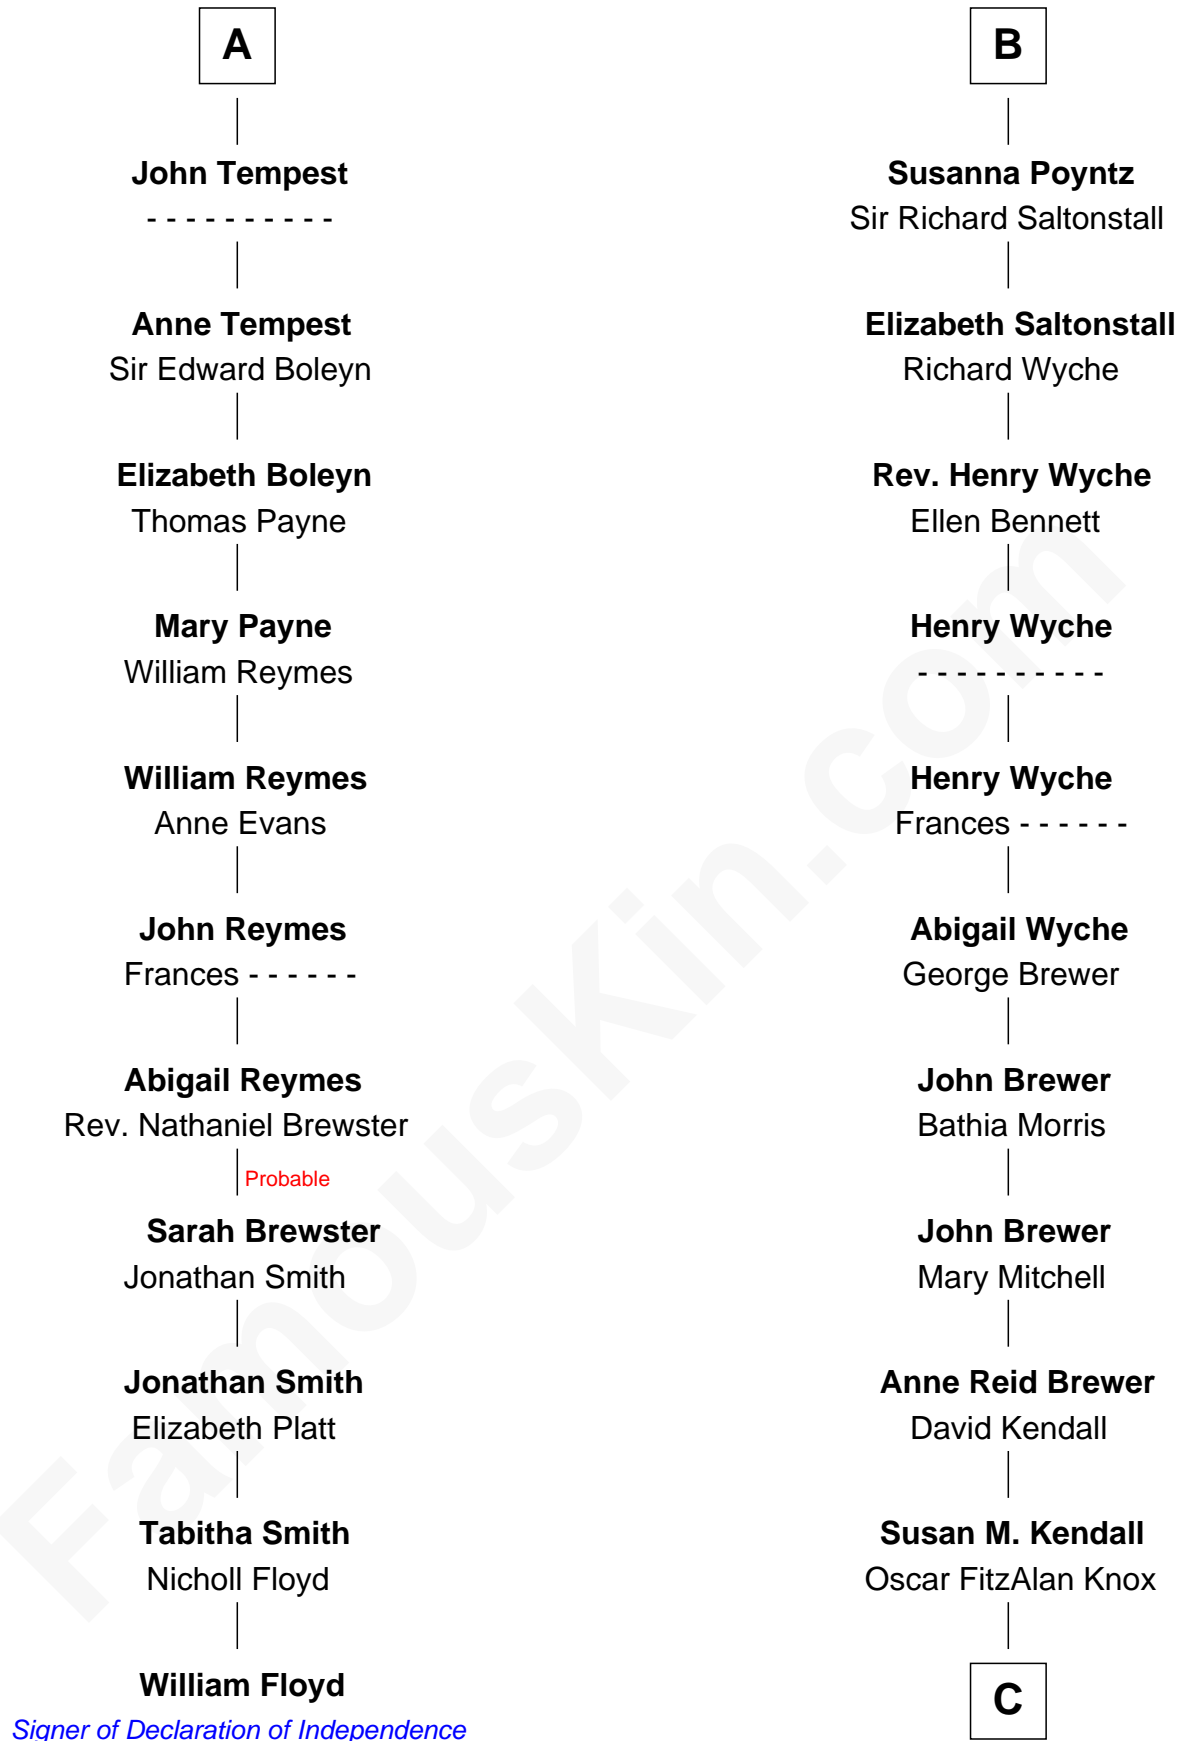 A
John Tempest
- - - - - - - - - -
Anne Tempest
Sir Edward Boleyn
Elizabeth Boleyn
Thomas Payne
Mary Payne
William Reymes
William Reymes
Anne Evans
John Reymes
Frances - - - - - -
Abigail Reymes
Rev. Nathaniel Brewster
Probable
Sarah Brewster
Jonathan Smith
Jonathan Smith
Elizabeth Platt
Tabitha Smith
Nicholl Floyd
William Floyd
Signer of Declaration of Independence
B
Susanna Poyntz
Sir Richard Saltonstall
Elizabeth Saltonstall
Richard Wyche
Rev. Henry Wyche
Ellen Bennett
Henry Wyche
- - - - - - - - - -
Henry Wyche
Frances - - - - - -
Abigail Wyche
George Brewer
John Brewer
Bathia Morris
John Brewer
Mary Mitchell
Anne Reid Brewer
David Kendall
Susan M. Kendall
Oscar FitzAlan Knox
C
FamousKin.com